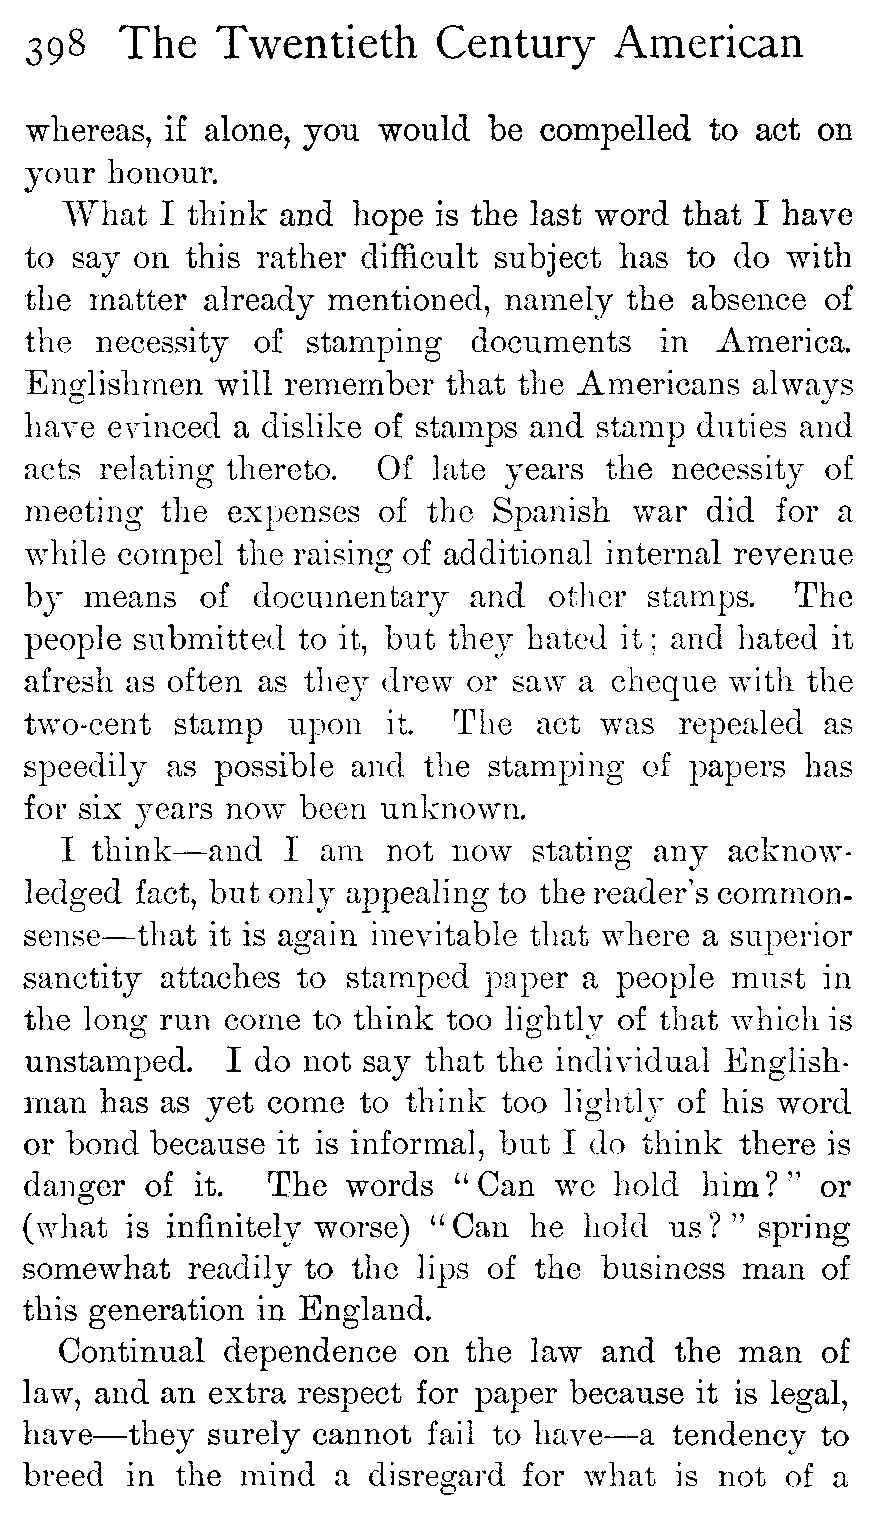 398 The Twentieth Century American
whereas, if alone, you would be compelled to act on
your honour.
What I think and hope is the last word that I have
to say on this rather difficult subject has to do with
the matter already mentioned, namely the absence of
the necessity of stamping documents in America.
Englishmen will remember that the Americans always
have evinced a dislike of stamps and stamp duties and
acts relating thereto. Of late years the necessity of
meeting the expenses of the Spanish war did for a
while compel the raising of additional internal revenue
by means of documentary and other stamps. The
people submitted to it, but they hated it; and hated it
afresh as often as they drew or saw a cheque with the
two-cent stamp upon it. The act was repealed as
speedily as possible and the stamping of papers has
for six years now been unknown.
I think—and I am not now stating any acknow-
ledged fact, but only appealing to the reader's common-
sense—that it is again inevitable that where a superior
sanctity attaches to stamped paper a people must in
the long run come to think too lightly of that which is
unstamped. I do not say that the individual English-
man has as yet come to think too lightly of his word
or bond because it is informal, but I do think there is
danger of it. The words "Can we hold him?" or
(what is infinitely worse) "Can he hold us?" spring
somewhat readily to the lips of the business man of
this generation in England.
Continual dependence on the law and the man of
law, and an extra respect for paper because it is legal,
have—they surely cannot fail to have—a tendency to
breed in the mind a disregard for what is not of a